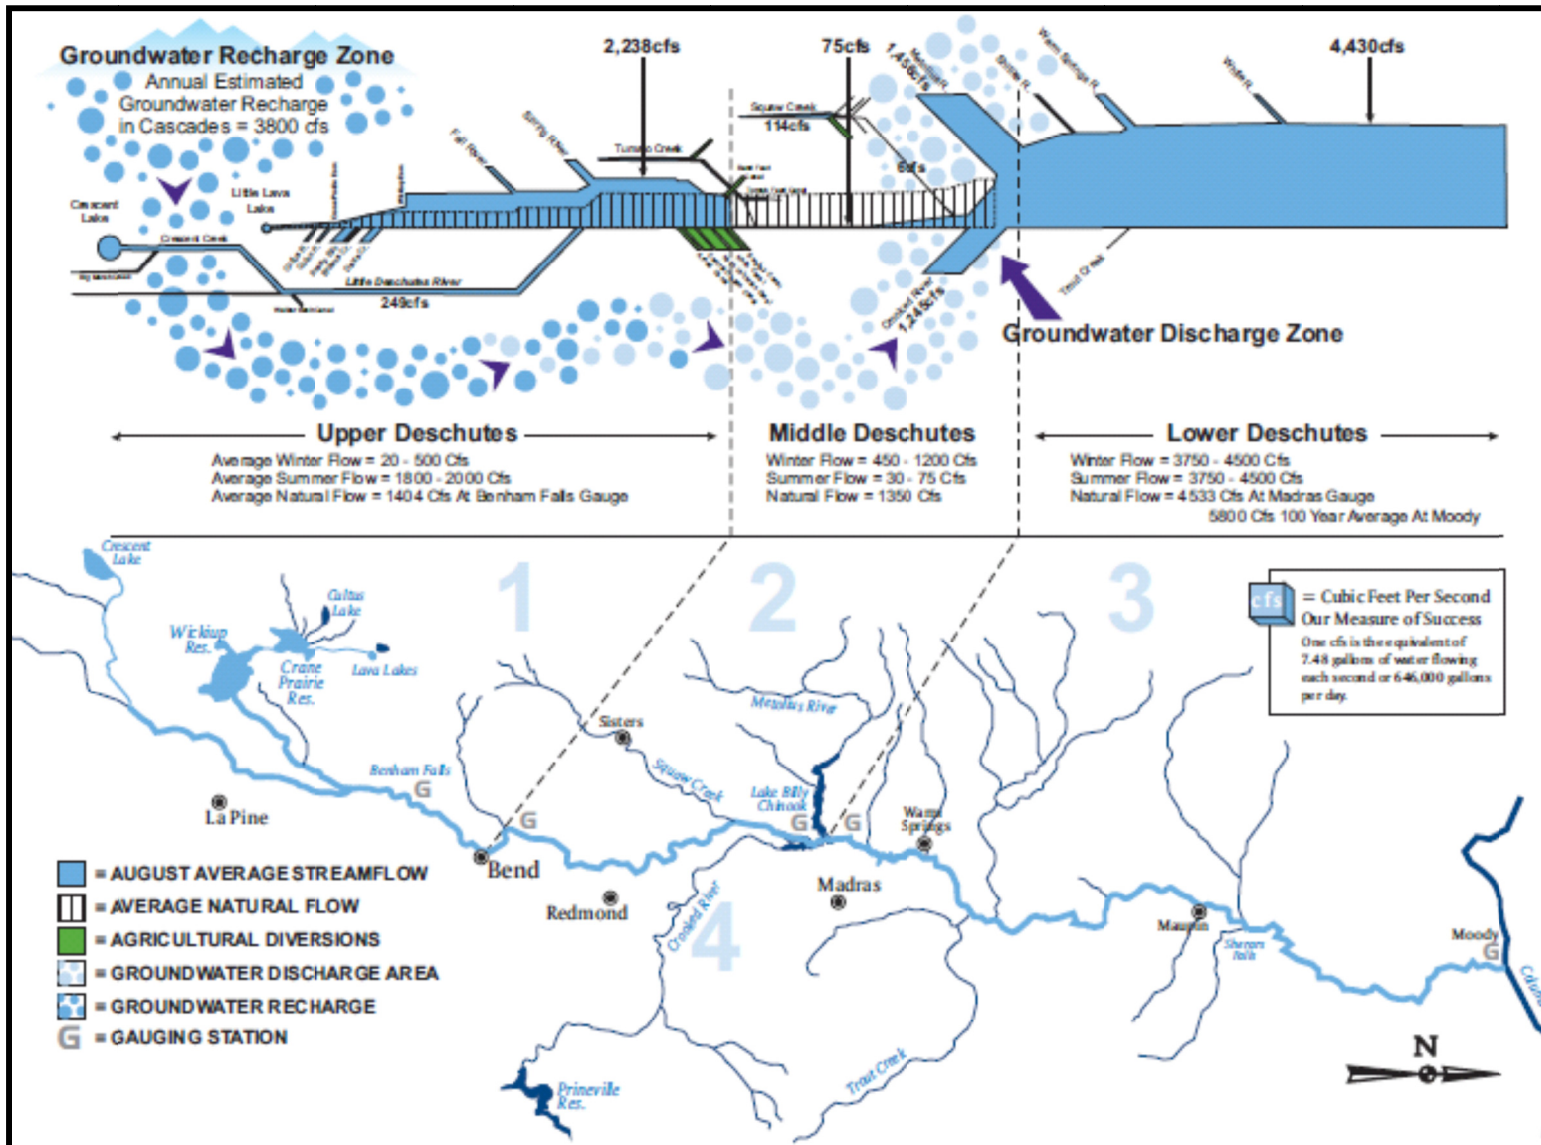 Groundwater Recharge Zone
Annual Estimated
Groundwater Recharge
in Cascades = 3800 cfs
2,238cfs
75cfs
1,456cfs
Metolius R.
Shitike R.
Warm Springs R.
White R.
4,430cfs
Fall River
Spring River
Tumalo Creek
Squaw Creek
114cfs
6cfs
Crescent
Lake
Little Lava
Lake
Crescent Creek
Little Deschutes River
249cfs
Crooked River
1,245cfs
Trout Creek
Groundwater Discharge Zone
Upper Deschutes
Average Winter Flow = 20 - 500 Cfs
Average Summer Flow = 1800 - 2000 Cfs
Average Natural Flow = 1404 Cfs At Benham Falls Gauge
Middle Deschutes
Winter Flow = 450 - 1200 Cfs
Summer Flow = 30 - 75 Cfs
Natural Flow = 1350 Cfs
Lower Deschutes
Winter Flow = 3750 - 4500 Cfs
Summer Flow = 3750 - 4500 Cfs
Natural Flow = 4533 Cfs At Madras Gauge
5800 Cfs 100 Year Average At Moody
1
2
3
4
Crescent
Lake
Cultus
Lake
Wickiup
Res.
Crane
Prairie
Res.
Lava Lakes
Benham Falls
G
La Pine
Bend
G
Sisters
Squaw Creek
Metolius River
Lake Billy
Chinook
G
G
Warm
Springs
Redmond
Madras
Crooked River
Prineville
Res.
Trout Creek
Maupin
Sherars
Falls
Moody
G
cfs = Cubic Feet Per Second
Our Measure of Success
One cfs is the equivalent of
7.48 gallons of water flowing
each second or 646,000 gallons
per day.
= AUGUST AVERAGE STREAMFLOW
= AVERAGE NATURAL FLOW
= AGRICULTURAL DIVERSIONS
= GROUNDWATER DISCHARGE AREA
= GROUNDWATER RECHARGE
G = GAUGING STATION
N